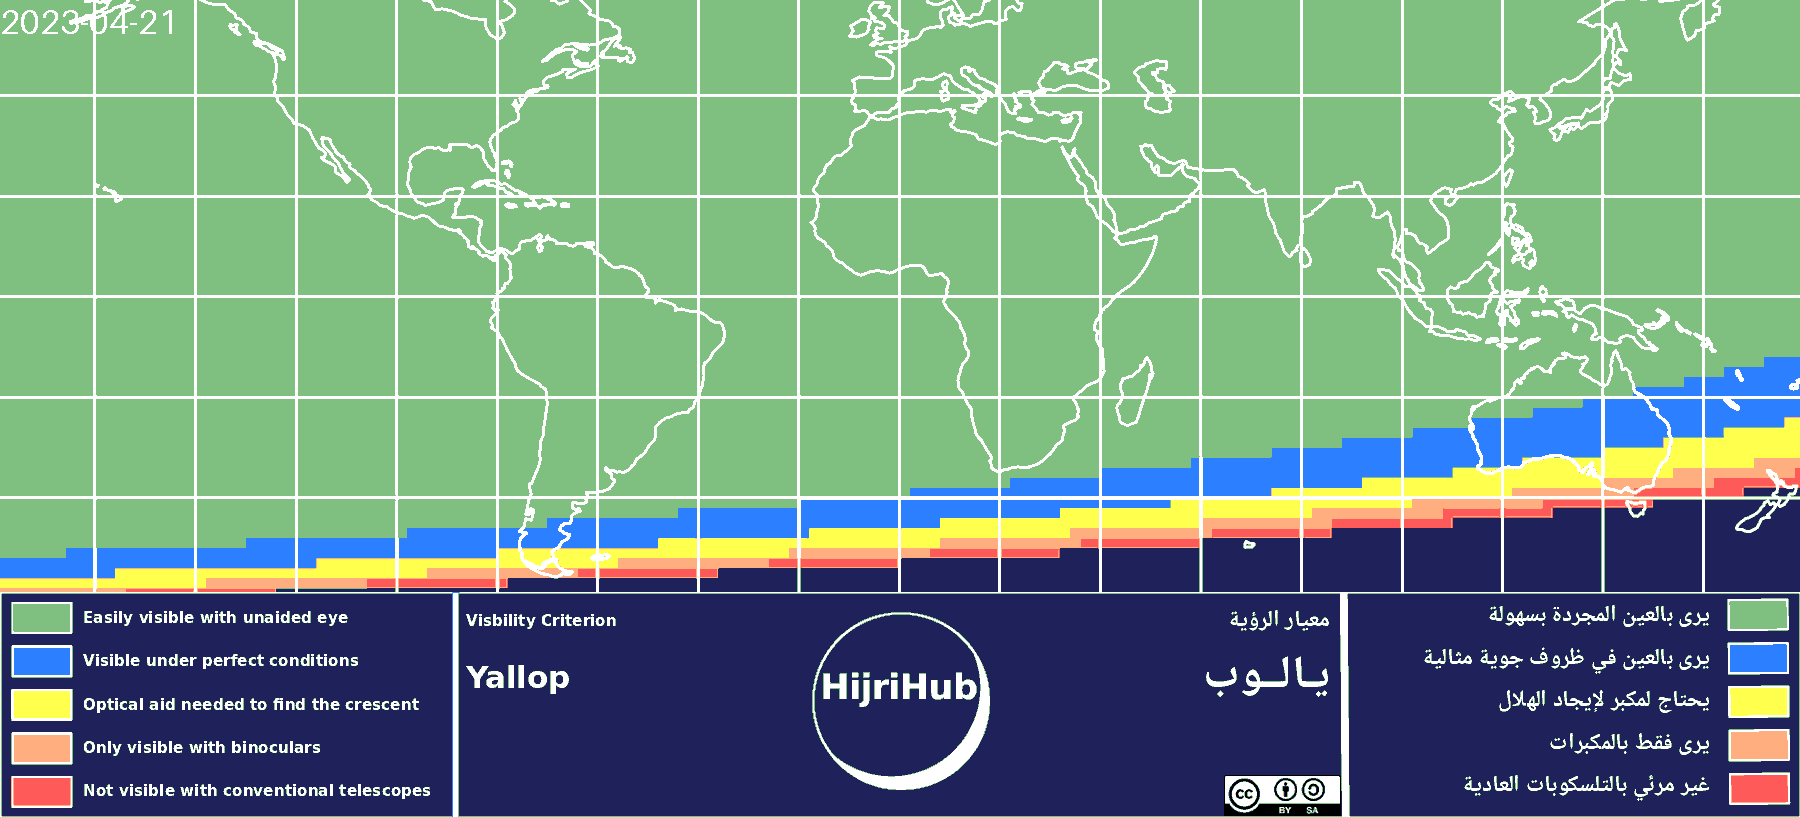 2023-04-21
Easily visible with unaided eye
Visible under perfect conditions
Optical aid needed to find the crescent
Only visible with binoculars
Not visible with conventional telescopes
Visbility Criterion
Yallop
HijriHub
معيار الرؤية
يـالـوب
cc
BY SA
يرى بالعين المجردة بسهولة
يرى بالعين في ظروف جوية مثالية
يحتاج لمكبر لإيجاد الهلال
يرى فقط بالمكبرات
غير مرئي بالتلسكوبات العادية